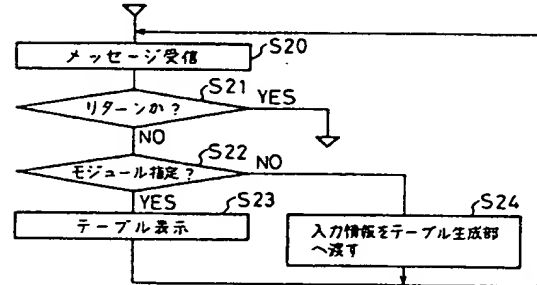 メッセージ受信
S20
リターンか?
S21
YES
NO
モジュール指定?
S22
NO
YES
テーブル表示
S23
S24
入力情報をテーブル生成部
へ渡す